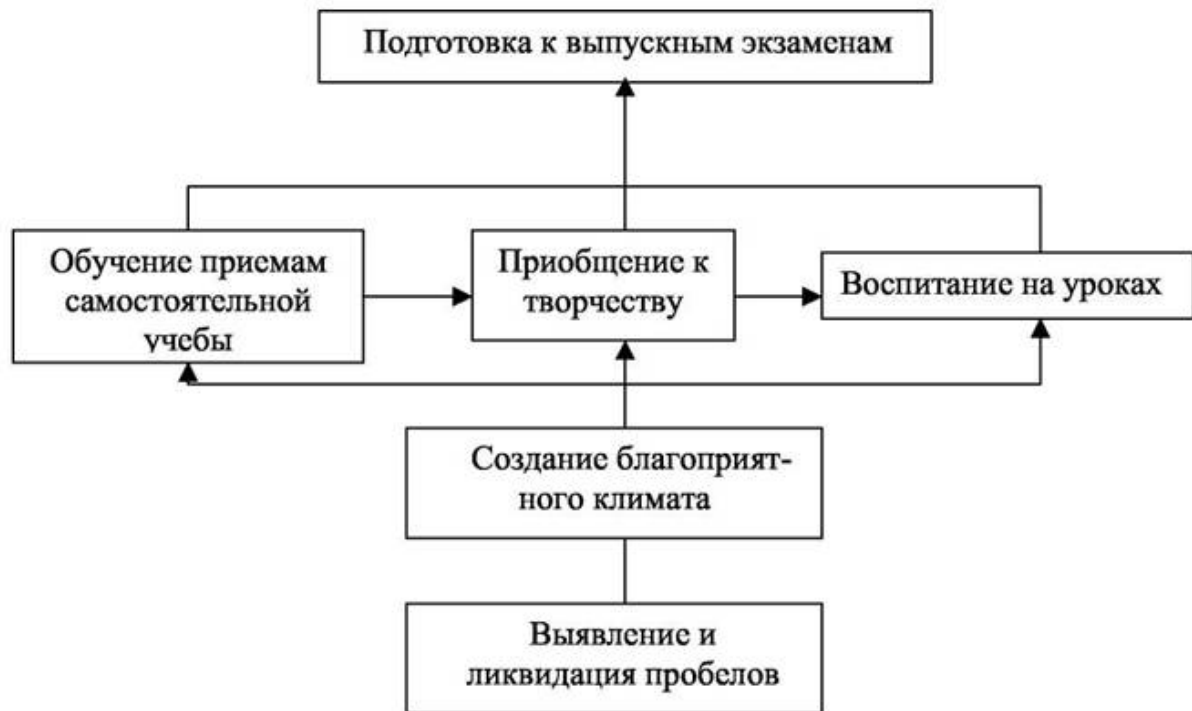 Подготовка к выпускным экзаменам
Обучение приемам
самостоятельной
учебы
Приобщение к
творчеству
Воспитание на уроках
Создание благоприят-
ного климата
Выявление и
ликвидация пробелов